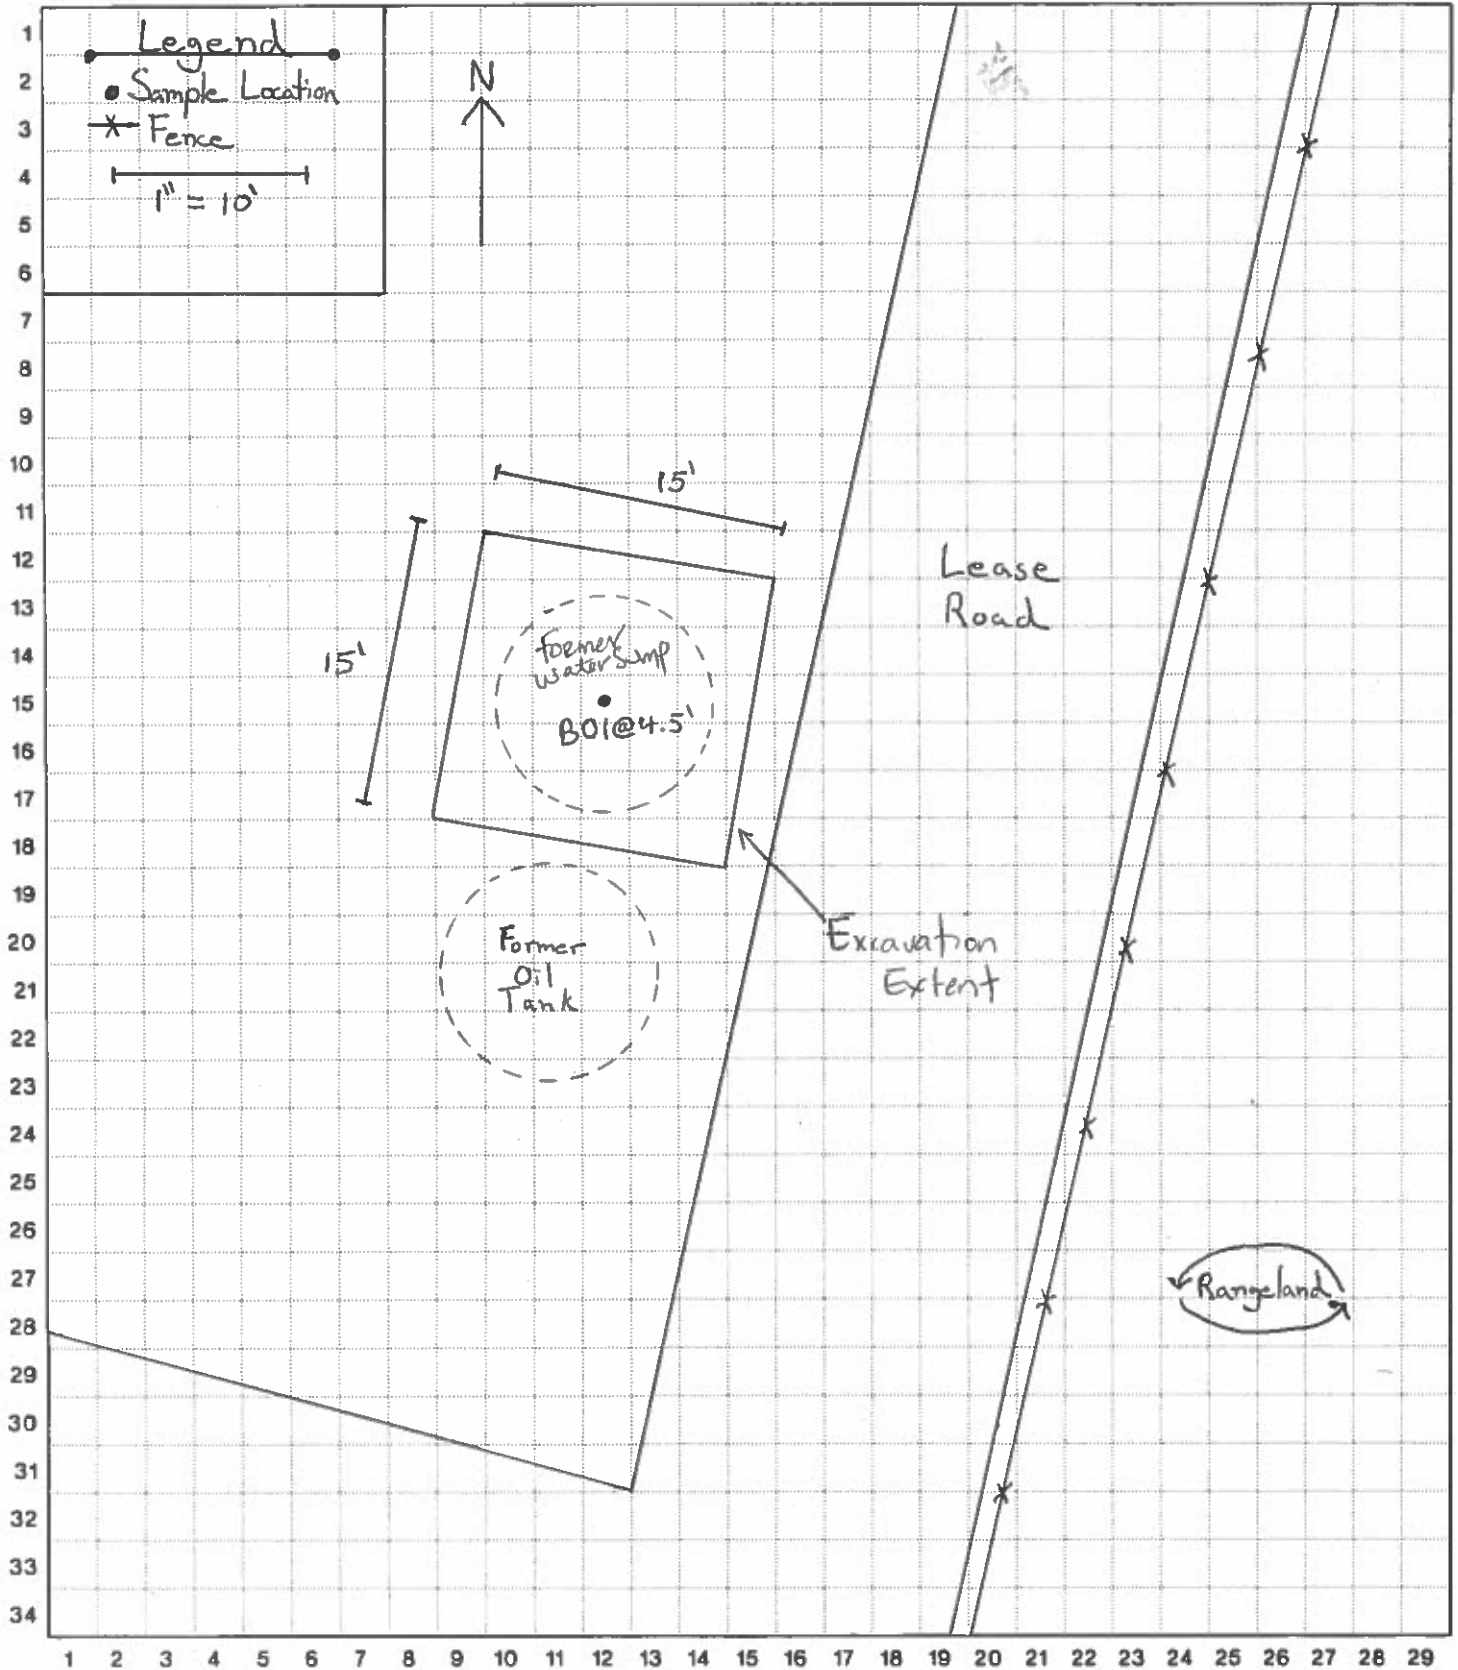 Legend
Sample Location
Fence
1" = 10'
N
15'
15'
Former
Water Sump
B01@4.5'
Former
Oil
Tank
Lease
Road
Excavation
Extent
Rangeland
1
2
3
4
5
6
7
8
9
10
11
12
13
14
15
16
17
18
19
20
21
22
23
24
25
26
27
28
29
30
31
32
33
34
1 2 3 4 5 6 7 8 9 10 11 12 13 14 15 16 17 18 19 20 21 22 23 24 25 26 27 28 29